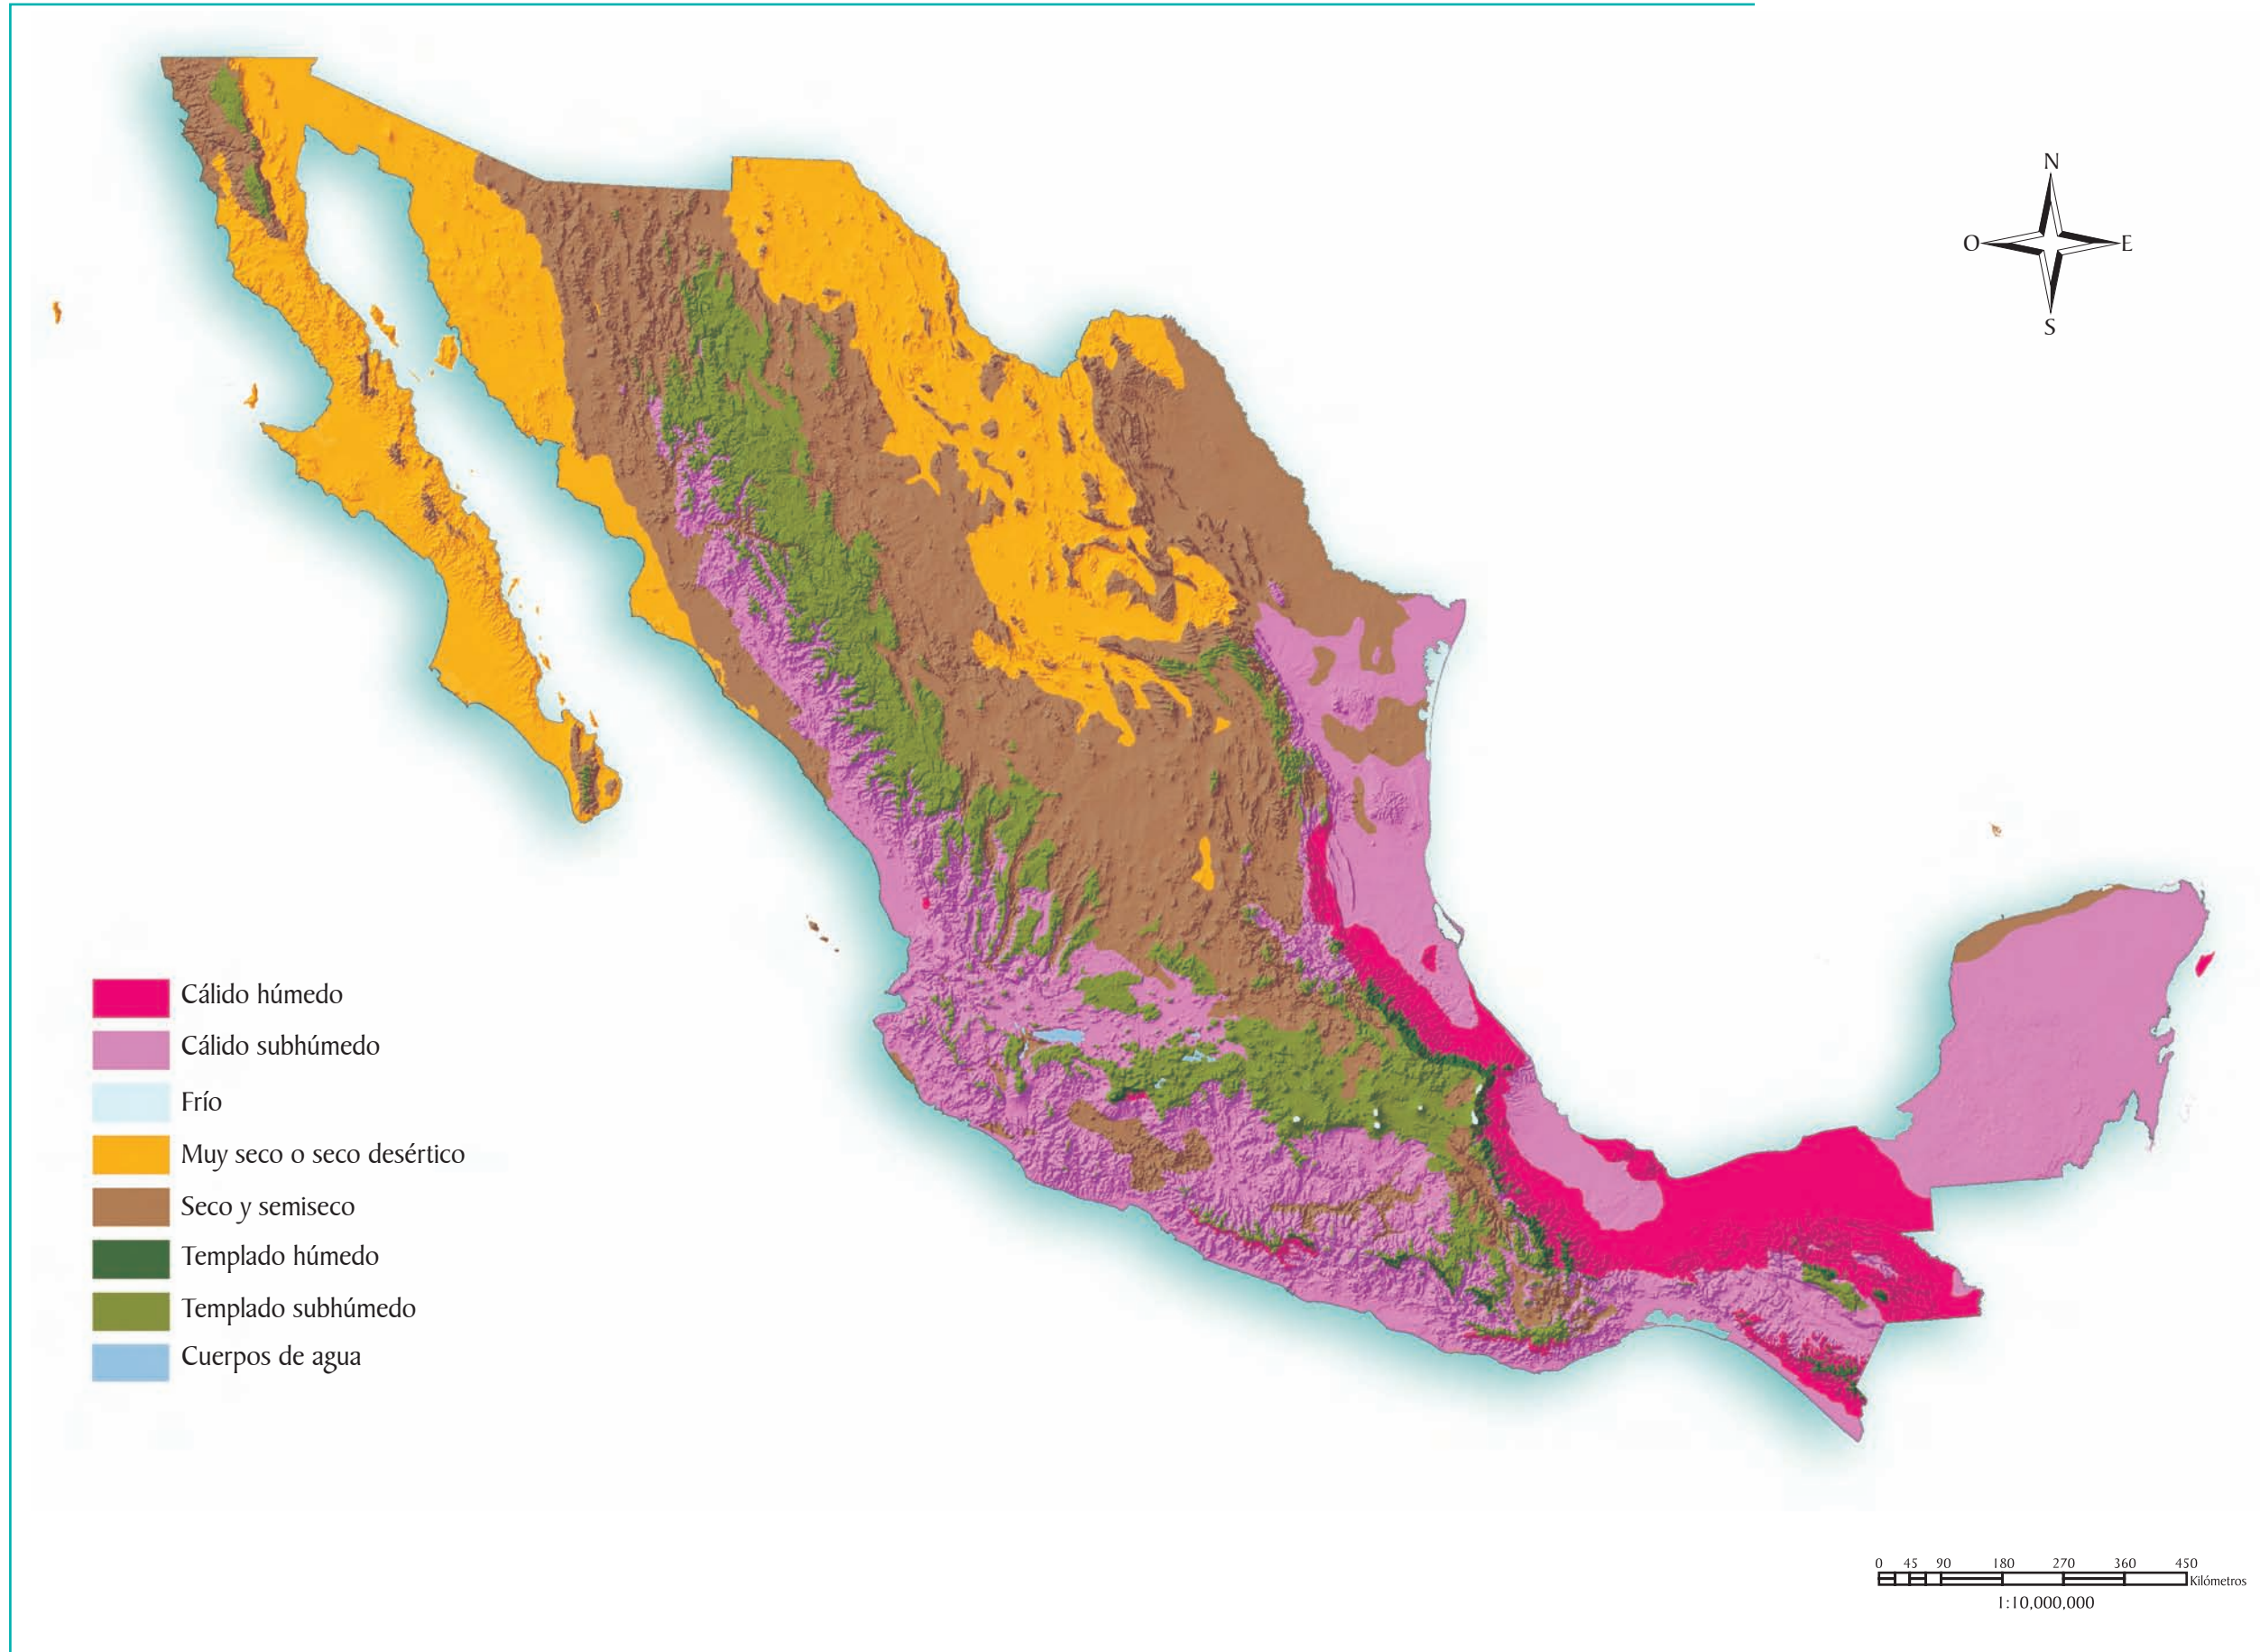 N
O
E
S
Cálido húmedo
Cálido subhúmedo
Frío
Muy seco o seco desértico
Seco y semiseco
Templado húmedo
Templado subhúmedo
Cuerpos de agua
0 45 90 180 270 360 450
Kilómetros
1:10,000,000